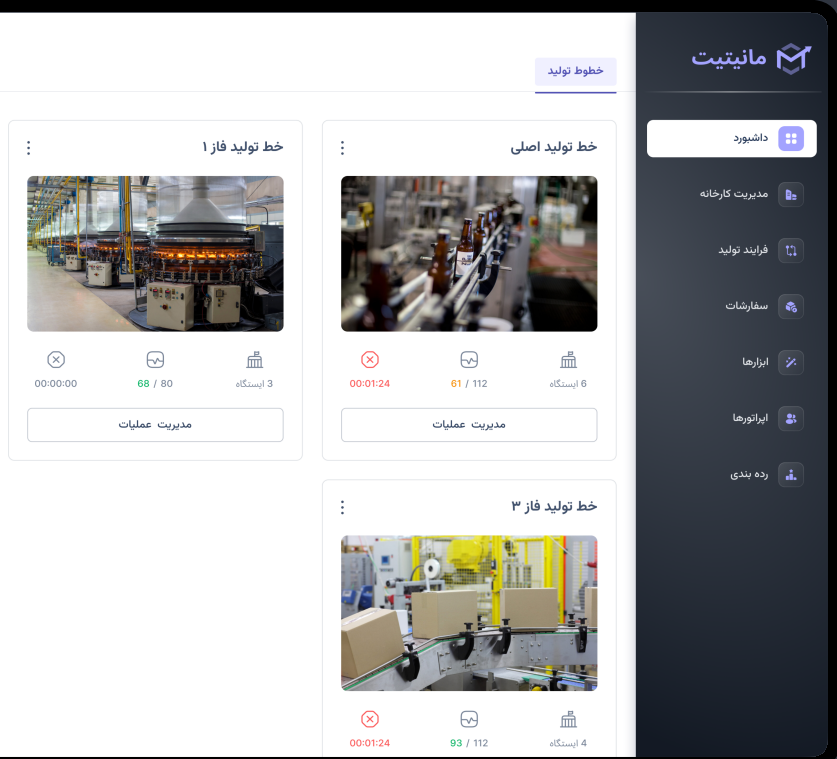 مانیتیت
داشبورد
مدیریت کارخانه
فرایند تولید
سفارشات
ابزارها
اپراتورها
رده بندی
خطوط تولید
خط تولید اصلی
6 ایستگاه
61 / 112
00:01:24
مدیریت عملیات
خط تولید فاز ۱
3 ایستگاه
68 / 80
00:00:00
مدیریت عملیات
خط تولید فاز ۳
4 ایستگاه
93 / 112
00:01:24